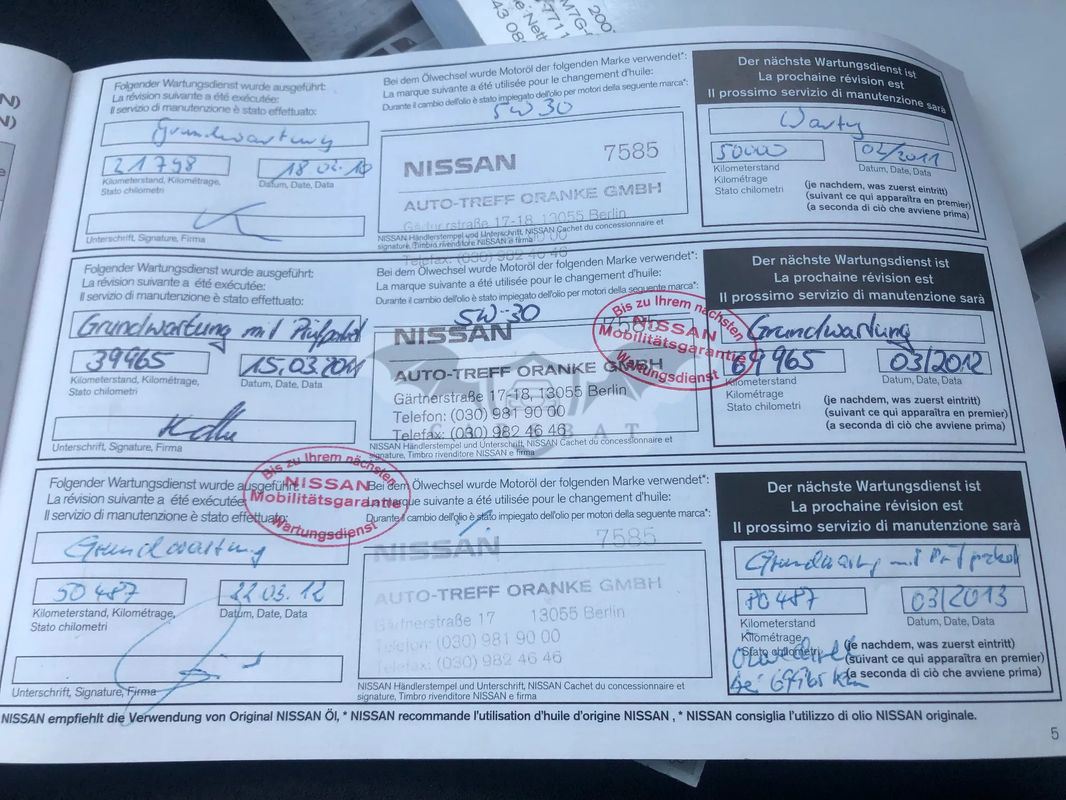 Folgender Wartungsdienst wurde ausgeführt:
La révision suivante a été exécutée:
Il servizio di manutenzione è stato effettuato:
Grundwartung
21798
18.02.10
Kilometerstand, Kilométrage,
Stato chilometri
Datum, Date, Data
Unterschrift, Signature, Firma
Bei dem Ölwechsel wurde Motoröl der folgenden Marke verwendet*:
La marque suivante a été utilisée pour le changement d'huile:
Durante il cambio dell'olio è stato impiegato dell'olio per motori della seguente marca*:
5W30
NISSAN 7585
AUTO-TREFF ORANKE GMBH
Gärtnerstraße 17-18, 13055 Berlin
Telefax: (030) 982 46 46
NISSAN Händlerstempel und Unterschrift, NISSAN Cachet du concessionnaire et
signature, Timbro rivenditore NISSAN e firma
Der nächste Wartungsdienst ist
La prochaine révision est
Il prossimo servizio di manutenzione sarà
50000
02/2011
Kilometerstand
Kilométrage
Stato chilometri
Datum, Date, Data
(je nachdem, was zuerst eintritt)
(suivant ce qui apparaîtra en premier)
(a seconda di ciò che avviene prima)
Folgender Wartungsdienst wurde ausgeführt:
La révision suivante a été exécutée:
Il servizio di manutenzione è stato effettuato:
Grundwartung mit Prüfpaket
39965
15.03.2011
Kilometerstand, Kilométrage,
Stato chilometri
Datum, Date, Data
Unterschrift, Signature, Firma
Bei dem Ölwechsel wurde Motoröl der folgenden Marke verwendet*:
La marque suivante a été utilisée pour le changement d'huile:
Durante il cambio dell'olio è stato impiegato dell'olio per motori della seguente marca*:
5W-30
NISSAN 7585
AUTO-TREFF ORANKE GMBH
Gärtnerstraße 17-18, 13055 Berlin
Telefon: (030) 981 90 00
Telefax: (030) 982 46 46
NISSAN Händlerstempel und Unterschrift, NISSAN Cachet du concessionnaire et
signature, Timbro rivenditore NISSAN e firma
Bis zu Ihrem nächsten
NISSAN
Mobilitätsgarantie
Wartungsdienst
Der nächste Wartungsdienst ist
La prochaine révision est
Il prossimo servizio di manutenzione sarà
Grundwartung
69965
03/2012
Kilometerstand
Kilométrage
Stato chilometri
Datum, Date, Data
(je nachdem, was zuerst eintritt)
(suivant ce qui apparaîtra en premier)
(a seconda di ciò che avviene prima)
Folgender Wartungsdienst wurde ausgeführt:
La révision suivante a été exécutée:
Il servizio di manutenzione è stato effettuato:
Bis zu Ihrem nächsten
NISSAN
Mobilitätsgarantie
Wartungsdienst
Grundwartung
50487
22.03.12
Kilometerstand, Kilométrage,
Stato chilometri
Datum, Date, Data
Unterschrift, Signature, Firma
Bei dem Ölwechsel wurde Motoröl der folgenden Marke verwendet*:
La marque suivante a été utilisée pour le changement d'huile:
Durante il cambio dell'olio è stato impiegato dell'olio per motori della seguente marca*:
NISSAN 7585
AUTO-TREFF ORANKE GMBH
Gärtnerstraße 17 13055 Berlin
Telefon: (030) 981 90 00
Telefax: (030) 982 46 46
NISSAN Händlerstempel und Unterschrift, NISSAN Cachet du concessionnaire et
signature, Timbro rivenditore NISSAN e firma
Der nächste Wartungsdienst ist
La prochaine révision est
Il prossimo servizio di manutenzione sarà
Grundwartung mit Prüfpaket
80487
03/2013
Kilometerstand
Kilométrage
Stato chilometri
Datum, Date, Data
Ölwechsel
bei 69965 km
(je nachdem, was zuerst eintritt)
(suivant ce qui apparaîtra en premier)
(a seconda di ciò che avviene prima)
NISSAN empfiehlt die Verwendung von Original NISSAN Öl, * NISSAN recommande l'utilisation d'huile d'origine NISSAN , * NISSAN consiglia l'utilizzo di olio NISSAN originale.
5